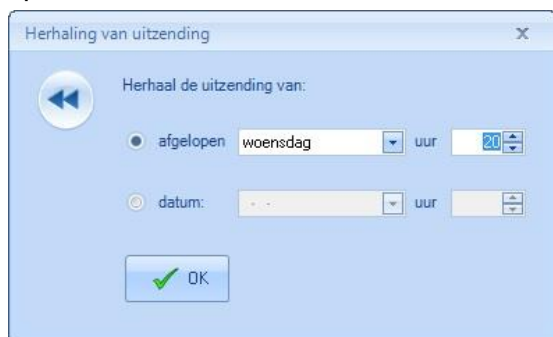 Herhaling van uitzending
Herhaal de uitzending van:
afgelopen woensdag uur 20
datum: - - uur
OK